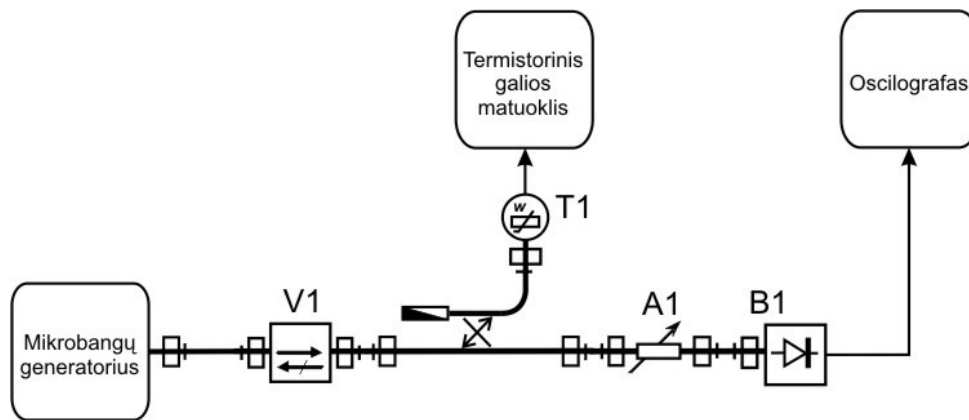 Termistorinis
galios
matuoklis
Oscilografas
w
T1
Mikrobangų
generatorius
V1
A1
B1